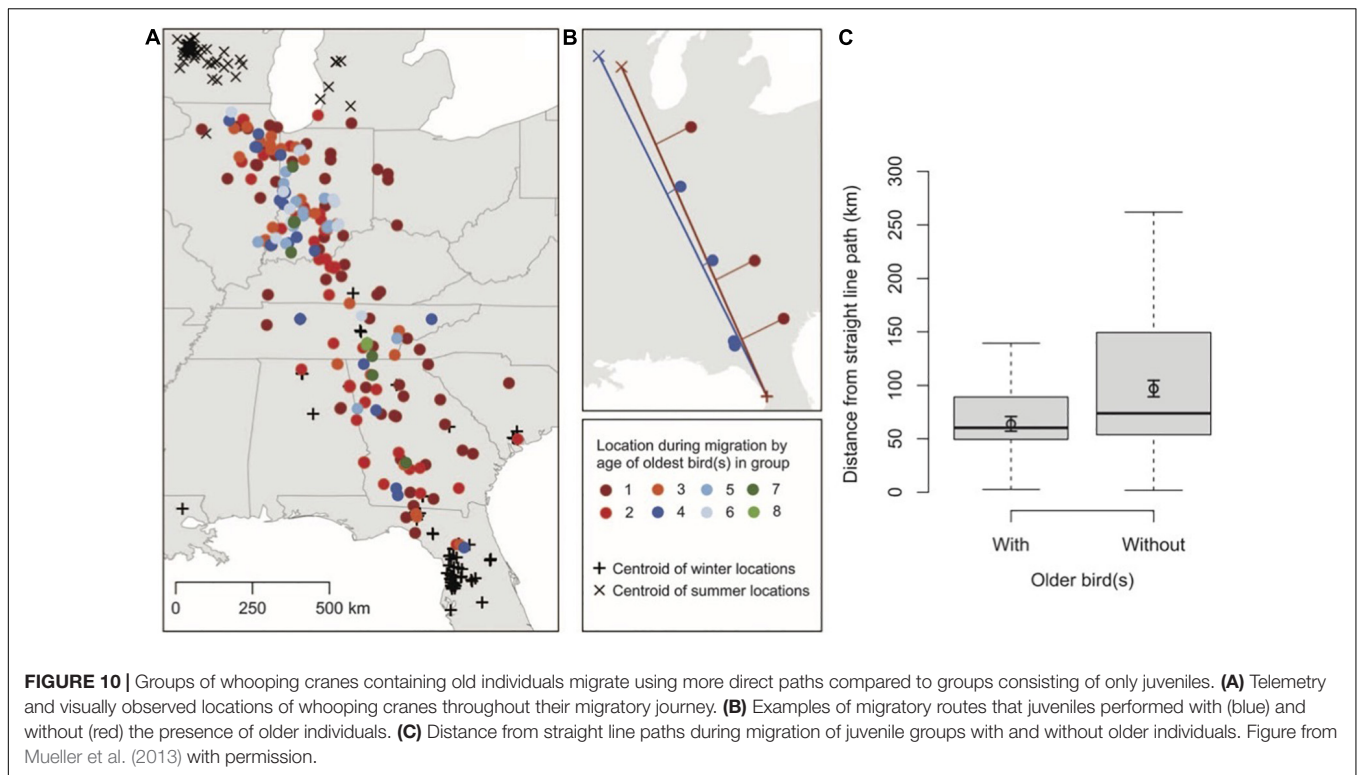 A
B
C
0 250 500 km
Location during migration by
age of oldest bird(s) in group
1 3 5 7
2 4 6 8
Centroid of winter locations
Centroid of summer locations
Distance from straight line path (km)
300
250
200
150
100
50
0
With Without
Older bird(s)
FIGURE 10 | Groups of whooping cranes containing old individuals migrate using more direct paths compared to groups consisting of only juveniles. (A) Telemetry
and visually observed locations of whooping cranes throughout their migratory journey. (B) Examples of migratory routes that juveniles performed with (blue) and
without (red) the presence of older individuals. (C) Distance from straight line paths during migration of juvenile groups with and without older individuals. Figure from
Mueller et al. (2013) with permission.